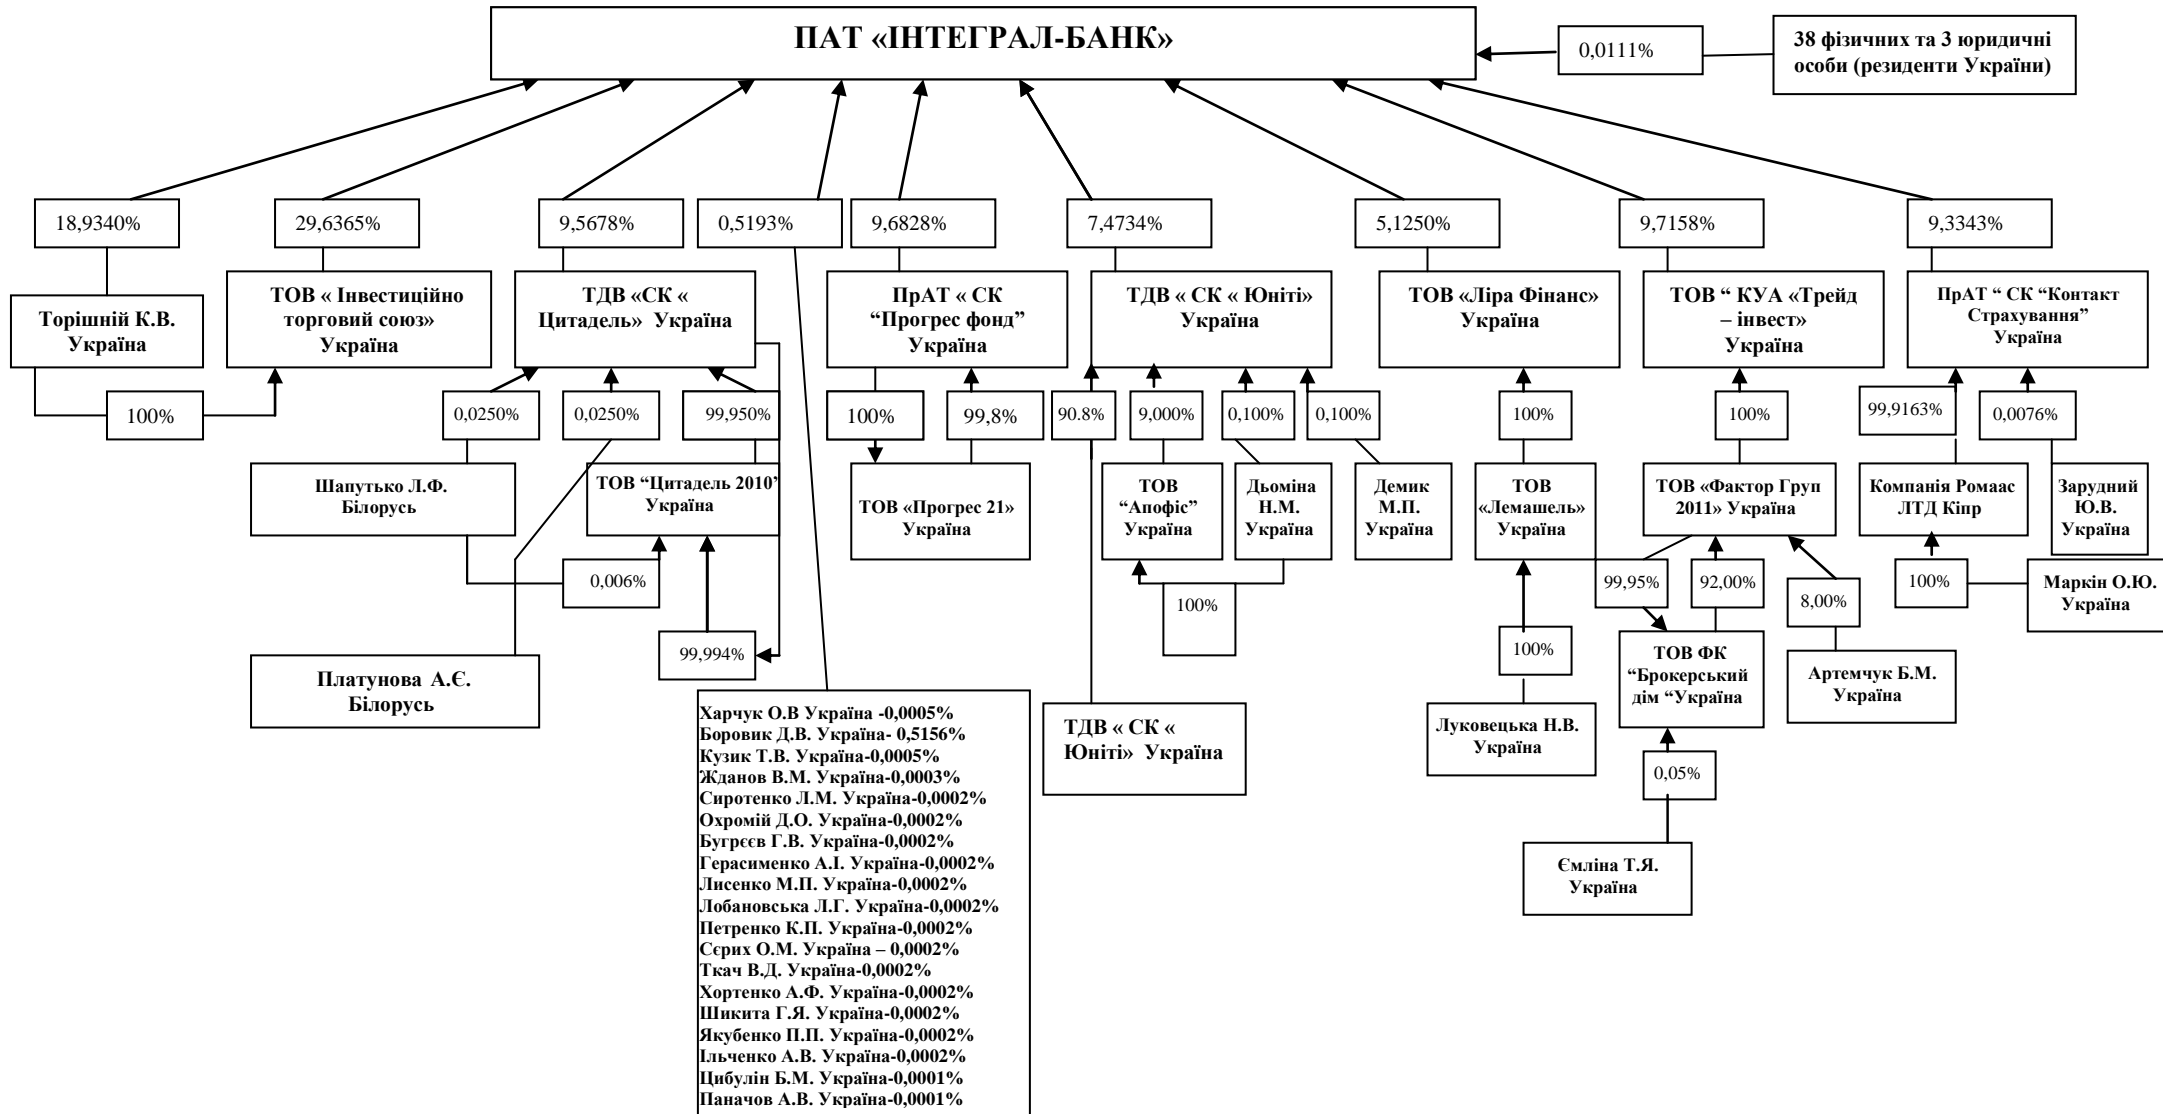 ПАТ «ІНТЕГРАЛ-БАНК»
0,0111%
38 фізичних та 3 юридичні
особи (резиденти України)
18,9340%
29,6365%
9,5678%
0,5193%
9,6828%
7,4734%
5,1250%
9,7158%
9,3343%
Торішній К.В.
Україна
ТОВ « Інвестиційно
торговий союз»
Україна
ТДВ «СК «
Цитадель» Україна
ПрАТ « СК
“Прогрес фонд”
Україна
ТДВ « СК « Юніті»
Україна
ТОВ «Ліра Фінанс»
Україна
ТОВ “ КУА «Трейд
– інвест»
Україна
ПрАТ “ СК “Контакт
Страхування”
Україна
100%
0,0250%
0,0250%
99,950%
100%
99,8%
90.8%
9,000%
0,100%
0,100%
100%
100%
99,9163%
0,0076%
Шапутько Л.Ф.
Білорусь
ТОВ “Цитадель 2010’
Україна
ТОВ «Прогрес 21»
Україна
ТОВ
“Апофіс”
Україна
Дьоміна
Н.М.
Україна
Демик
М.П.
Україна
ТОВ
«Лемашель»
Україна
ТОВ «Фактор Груп
2011» Україна
Компанія Ромаас
ЛТД Кіпр
Зарудний
Ю.В.
Україна
0,006%
100%
99,95%
92,00%
8,00%
100%
Маркін О.Ю.
Україна
99,994%
100%
Платунова А.Є.
Білорусь
ТОВ ФК
“Брокерський
дім “Україна
Артемчук Б.М.
Україна
ТДВ « СК «
Юніті» Україна
Луковецька Н.В.
Україна
0,05%
Ємліна Т.Я.
Україна
Харчук О.В Україна -0,0005%
Боровик Д.В. Україна- 0,5156%
Кузик Т.В. Україна-0,0005%
Жданов В.М. Україна-0,0003%
Сиротенко Л.М. Україна-0,0002%
Охромій Д.О. Україна-0,0002%
Бугрєєв Г.В. Україна-0,0002%
Герасименко А.І. Україна-0,0002%
Лисенко М.П. Україна-0,0002%
Лобановська Л.Г. Україна-0,0002%
Петренко К.П. Україна-0,0002%
Сєрих О.М. Україна – 0,0002%
Ткач В.Д. Україна-0,0002%
Хортенко А.Ф. Україна-0,0002%
Шикита Г.Я. Україна-0,0002%
Якубенко П.П. Україна-0,0002%
Ільченко А.В. Україна-0,0002%
Цибулін Б.М. Україна-0,0001%
Паначов А.В. Україна-0,0001%